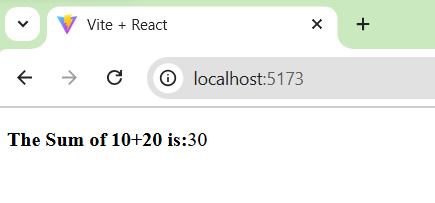 Vite + React
localhost:5173
The Sum of 10+20 is:30